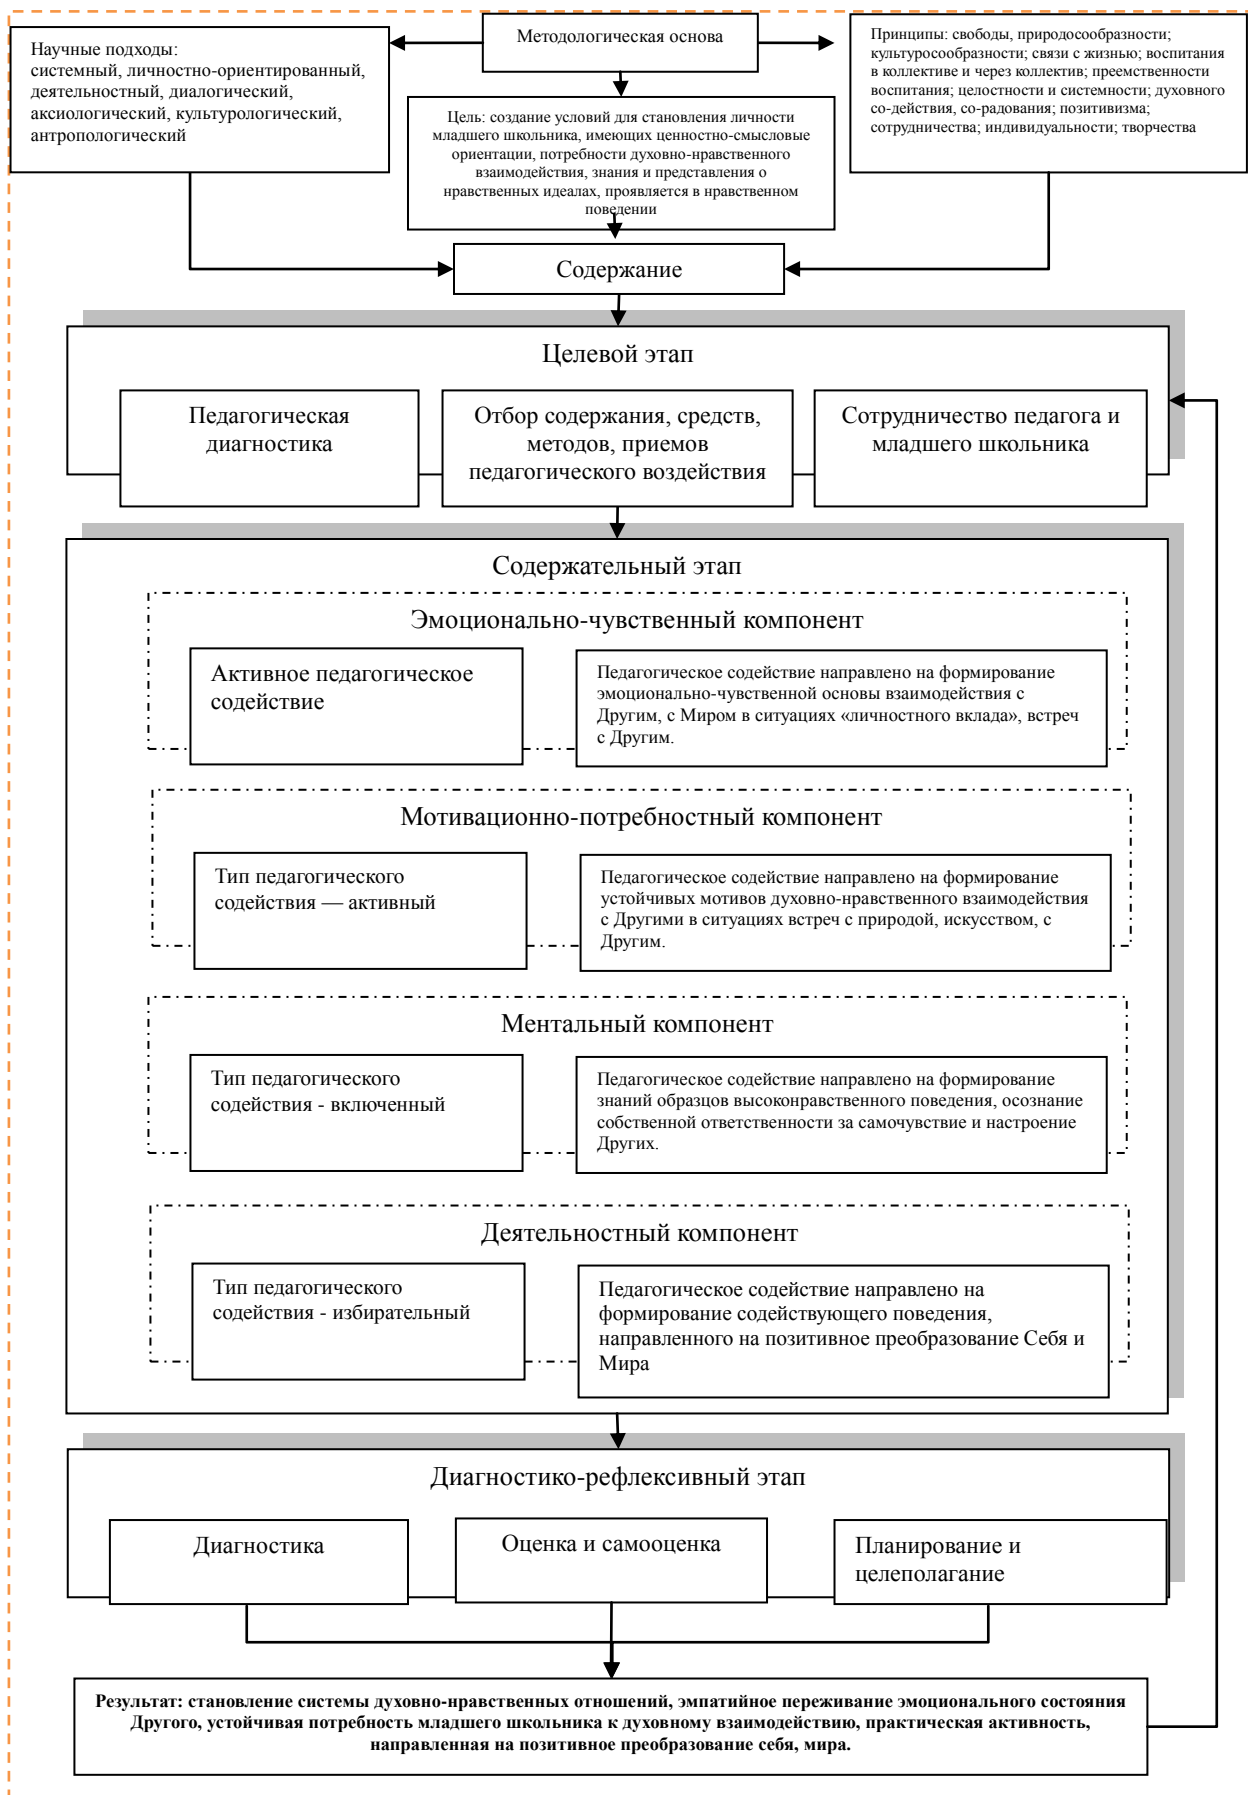 Научные подходы:
системный, личностно-ориентированный,
деятельностный, диалогический,
аксиологический, культурологический,
антропологический
Методологическая основа
Принципы: свободы, природосообразности;
культуросообразности; связи с жизнью; воспитания
в коллективе и через коллектив; преемственности
воспитания; целостности и системности; духовного
со-действия, со-радования; позитивизма;
сотрудничества; индивидуальности; творчества
Цель: создание условий для становления личности
младшего школьника, имеющих ценностно-смысловые
ориентации, потребности духовно-нравственного
взаимодействия, знания и представления о
нравственных идеалах, проявляется в нравственном
поведении
Содержание
Целевой этап
Педагогическая
диагностика
Отбор содержания, средств,
методов, приемов
педагогического воздействия
Сотрудничество педагога и
младшего школьника
Содержательный этап
Эмоционально-чувственный компонент
Активное педагогическое
содействие
Педагогическое содействие направлено на формирование
эмоционально-чувственной основы взаимодействия с
Другим, с Миром в ситуациях «личностного вклада», встреч
с Другим.
Мотивационно-потребностный компонент
Тип педагогического
содействия — активный
Педагогическое содействие направлено на формирование
устойчивых мотивов духовно-нравственного взаимодействия
с Другими в ситуациях встреч с природой, искусством, с
Другим.
Ментальный компонент
Тип педагогического
содействия - включенный
Педагогическое содействие направлено на формирование
знаний образцов высоконравственного поведения, осознание
собственной ответственности за самочувствие и настроение
Других.
Деятельностный компонент
Тип педагогического
содействия - избирательный
Педагогическое содействие направлено на
формирование содействующего поведения,
направленного на позитивное преобразование Себя и
Мира
Диагностико-рефлексивный этап
Диагностика
Оценка и самооценка
Планирование и
целеполагание
Результат: становление системы духовно-нравственных отношений, эмпатийное переживание эмоционального состояния
Другого, устойчивая потребность младшего школьника к духовному взаимодействию, практическая активность,
направленная на позитивное преобразование себя, мира.